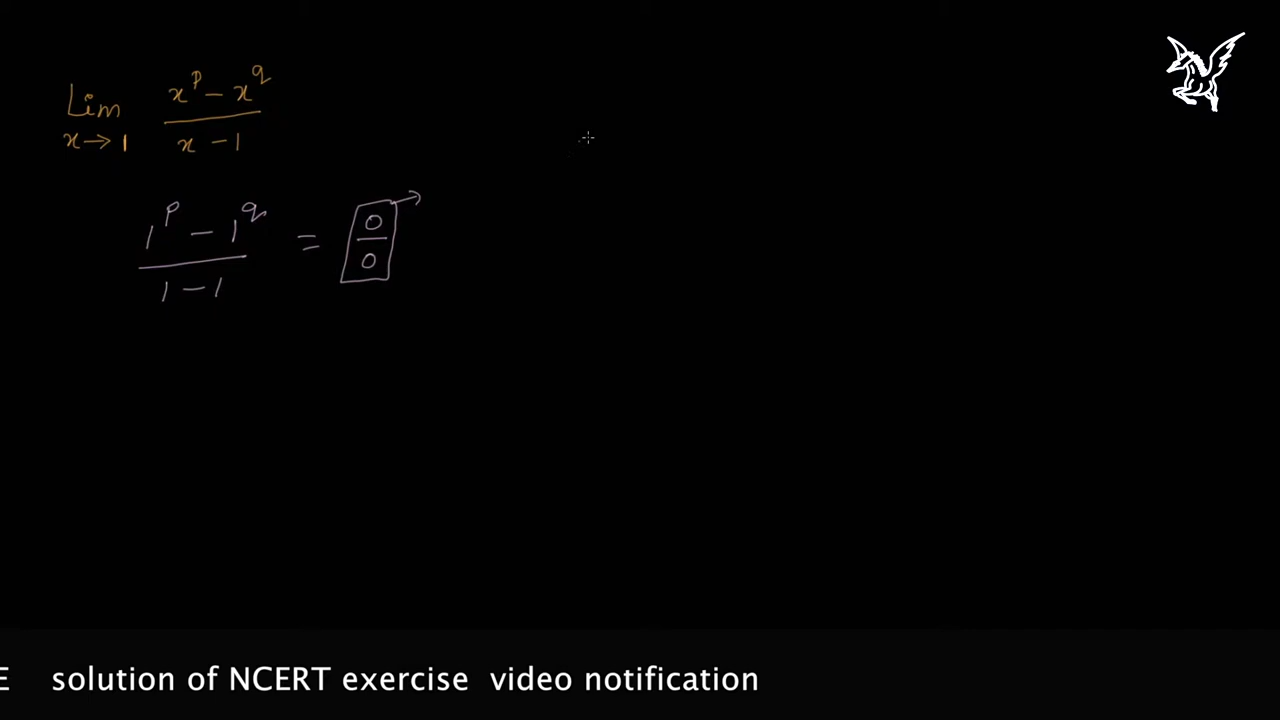 Lim x→1 x^p − x^q / x − 1
1^p − 1^q / 1 − 1 = 0/0 →
E solution of NCERT exercise video notification